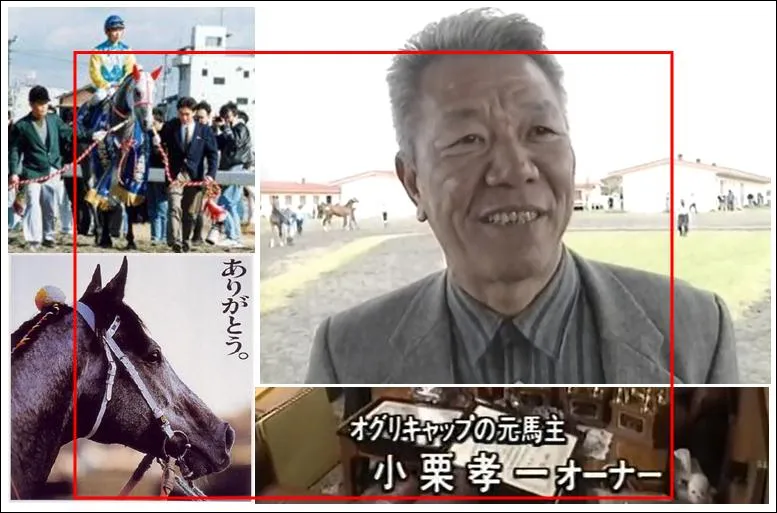 ありがとう。
オグリキャップの元馬主
小栗孝一オーナー